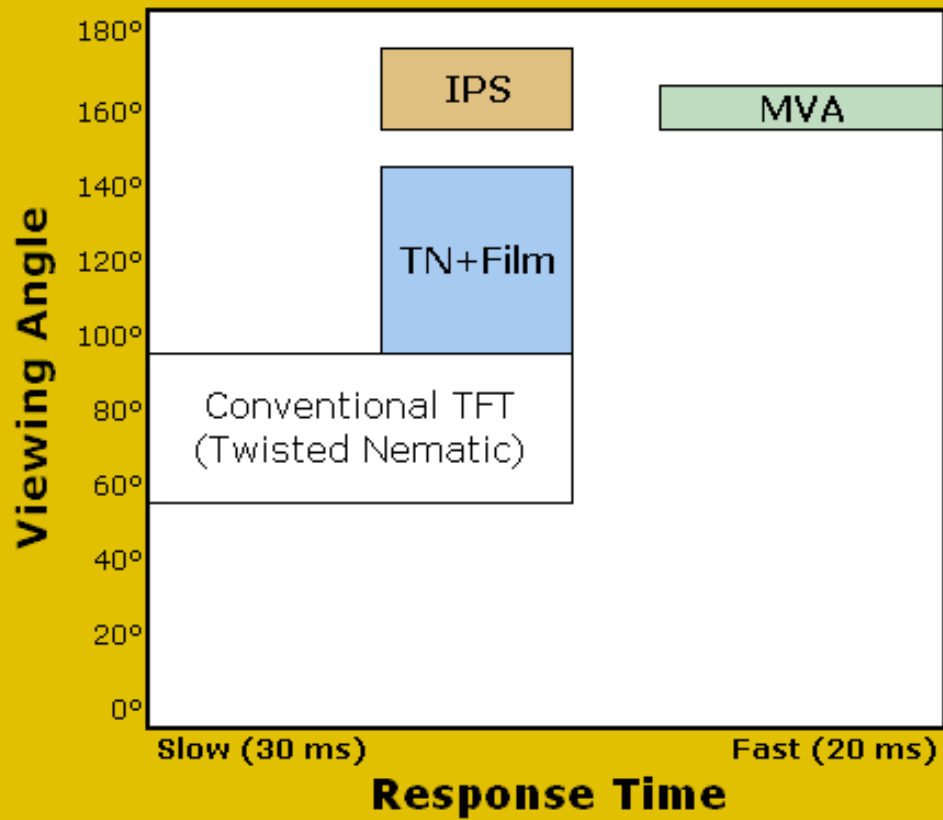 180°
160°
140°
120°
100°
80°
60°
40°
20°
0°
Viewing Angle
IPS
MVA
TN+Film
Conventional TFT
(Twisted Nematic)
Slow (30 ms)
Fast (20 ms)
Response Time